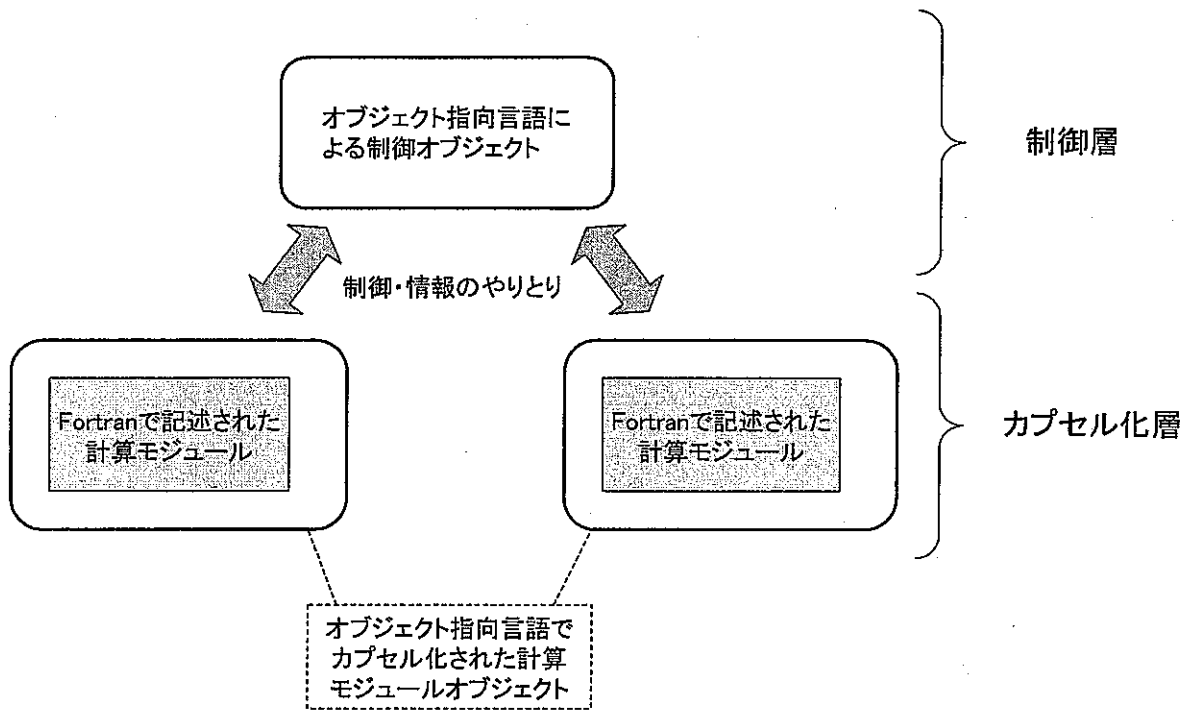 オブジェクト指向言語に
よる制御オブジェクト
制御層
制御・情報のやりとり
Fortranで記述された
計算モジュール
Fortranで記述された
計算モジュール
カプセル化層
オブジェクト指向言語で
カプセル化された計算
モジュールオブジェクト